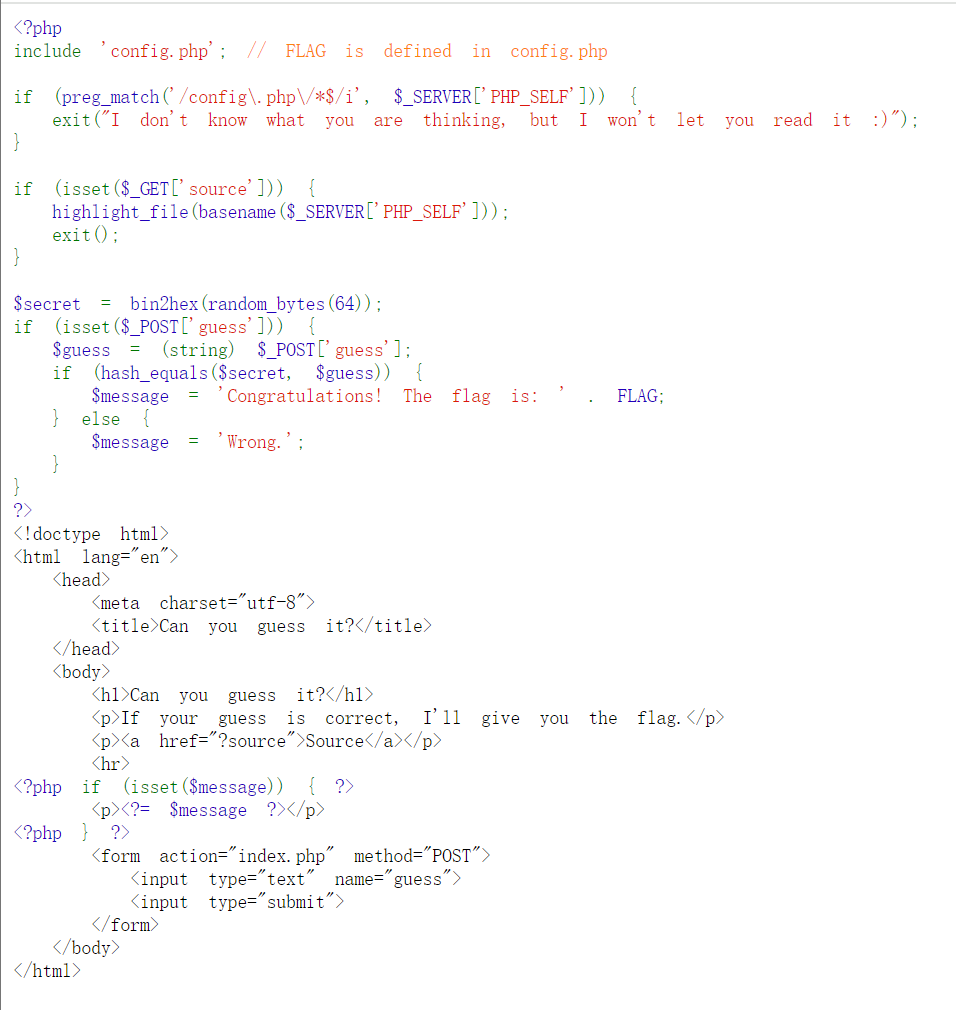 <?php
include 'config.php'; // FLAG is defined in config.php
if (preg_match('/config\.php\/*$/i', $_SERVER['PHP_SELF'])) {
exit("I don't know what you are thinking, but I won't let you read it :)");
}
if (isset($_GET['source'])) {
highlight_file(basename($_SERVER['PHP_SELF']));
exit();
}
$secret = bin2hex(random_bytes(64));
if (isset($_POST['guess'])) {
$guess = (string) $_POST['guess'];
if (hash_equals($secret, $guess)) {
$message = 'Congratulations! The flag is: ' . FLAG;
} else {
$message = 'Wrong.';
}
}
?>
<!doctype html>
<html lang="en">
<head>
<meta charset="utf-8">
<title>Can you guess it?</title>
</head>
<body>
<h1>Can you guess it?</h1>
<p>If your guess is correct, I'll give you the flag.</p>
<p><a href="?source">Source</a></p>
<hr>
<?php if (isset($message)) { ?>
<p><?= $message ?></p>
<?php } ?>
<form action="index.php" method="POST">
<input type="text" name="guess">
<input type="submit">
</form>
</body>
</html>